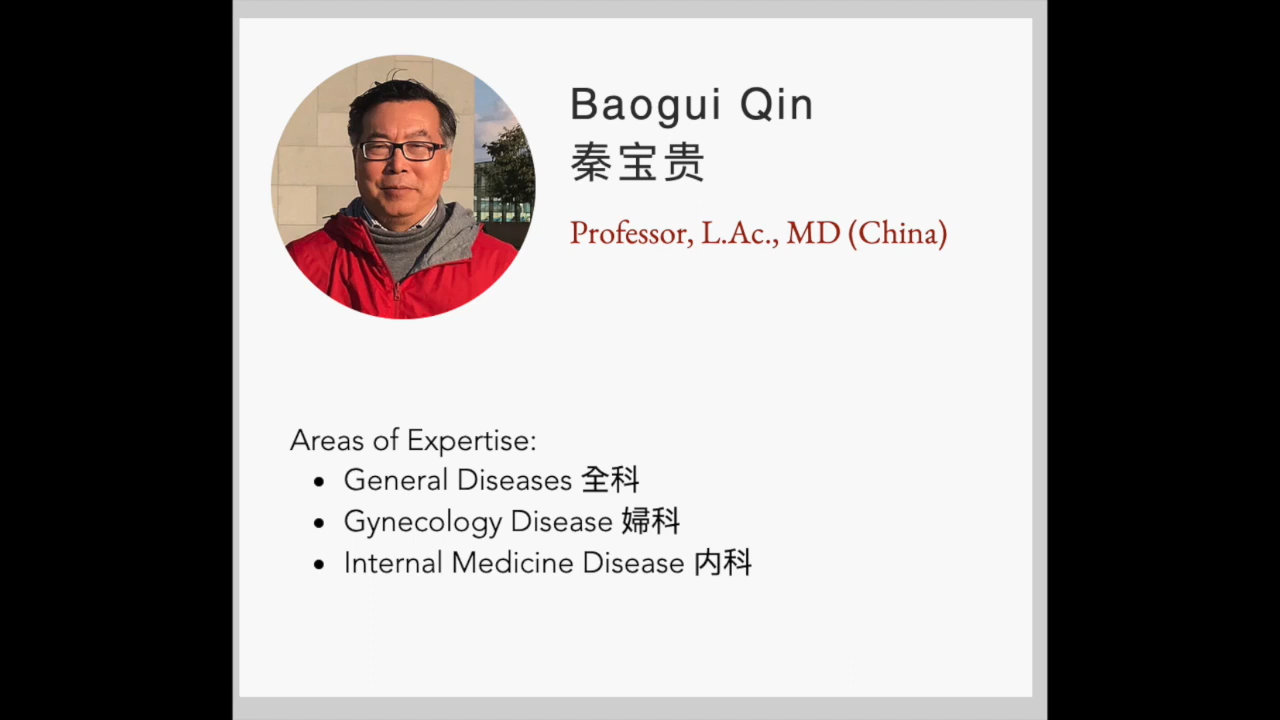 Baogui Qin
秦宝贵
Professor, L.Ac., MD (China)
Areas of Expertise:
• General Diseases 全科
• Gynecology Disease 婦科
• Internal Medicine Disease 内科